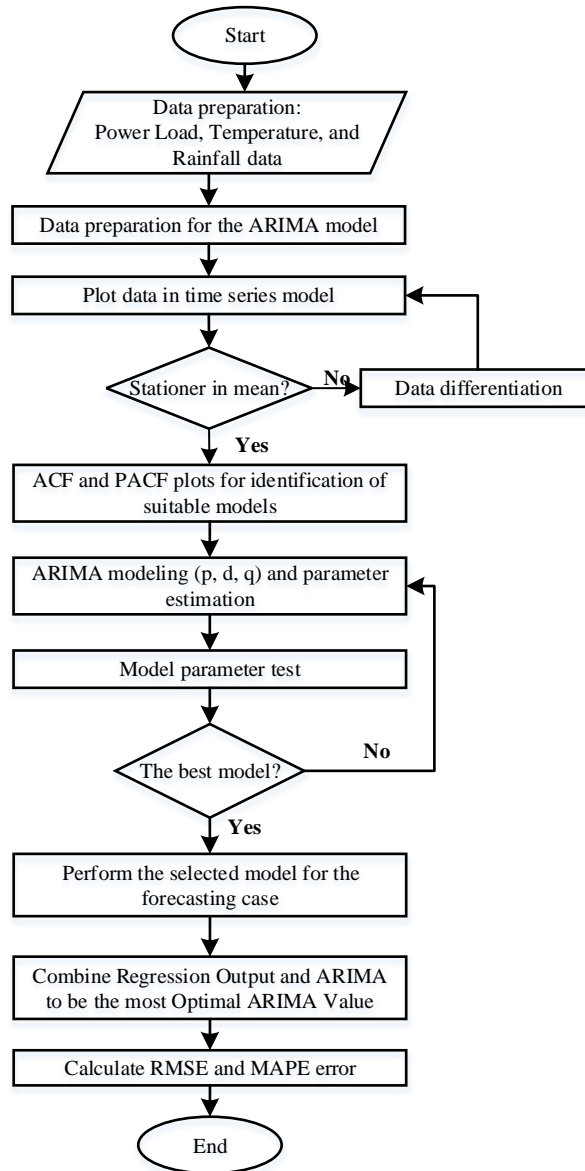 Start
Data preparation:
Power Load, Temperature, and
Rainfall data
Data preparation for the ARIMA model
Plot data in time series model
Stationer in mean?
No
Data differentiation
Yes
ACF and PACF plots for identification of
suitable models
ARIMA modeling (p, d, q) and parameter
estimation
Model parameter test
The best model?
No
Yes
Perform the selected model for the
forecasting case
Combine Regression Output and ARIMA
to be the most Optimal ARIMA Value
Calculate RMSE and MAPE error
End